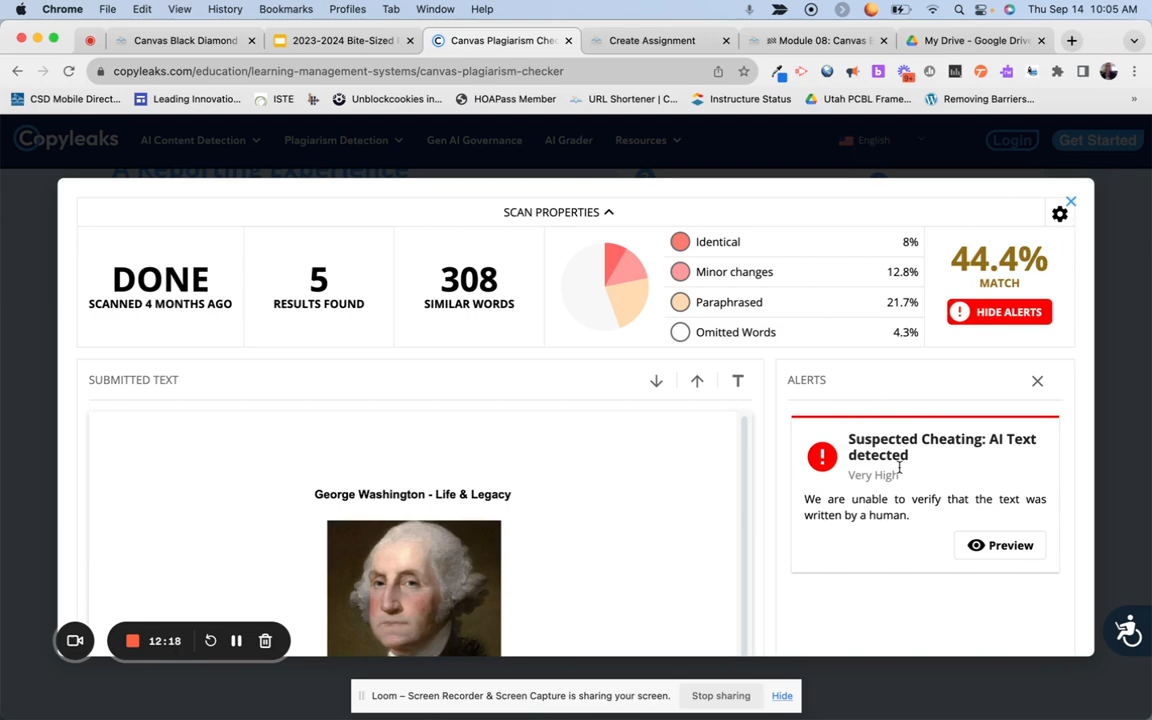 Chrome File Edit View History Bookmarks Profiles Tab Window Help Thu Sep 14 10:05 AM
Canvas Black Diamond 2023-2024 Bite-Sized Canvas Plagiarism Chec Create Assignment Module 08: Canvas My Drive - Google Drive
copyleaks.com/education/learning-management-systems/canvas-plagiarism-checker
CSD Mobile Direct... Leading Innovatio... ISTE Unblockcookies in... HOAPass Member URL Shortener | C... Instructure Status Utah PCBL Frame... Removing Barriers... »
Copyleaks AI Content Detection Plagiarism Detection Gen AI Governance AI Grader Resources English Login Get Started
A Reporting Experience
SCAN PROPERTIES
DONE
SCANNED 4 MONTHS AGO
5
RESULTS FOUND
308
SIMILAR WORDS
Identical 8%
Minor changes 12.8%
Paraphrased 21.7%
Omitted Words 4.3%
44.4%
MATCH
HIDE ALERTS
SUBMITTED TEXT
T
ALERTS
Suspected Cheating: AI Text
detected
Very High
We are unable to verify that the text was
written by a human.
Preview
George Washington - Life & Legacy
12:18
Loom – Screen Recorder & Screen Capture is sharing your screen. Stop sharing Hide